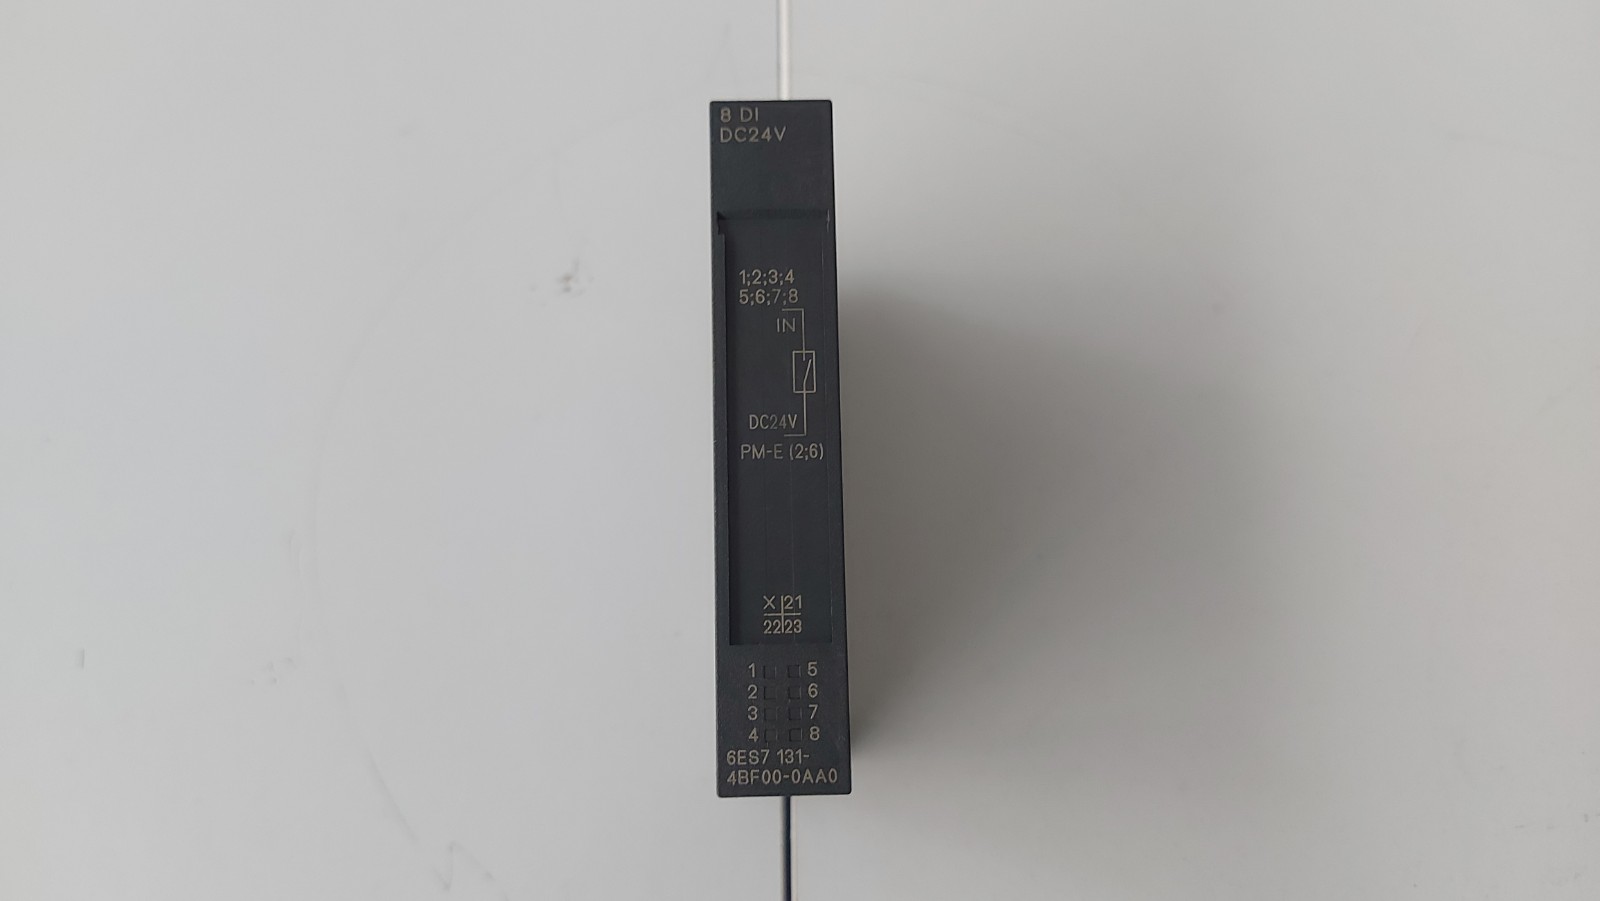 8 DI
DC24V
1;2;3;4
5;6;7;8
IN
DC24V
PM-E (2;6)
X 21
22 23
1 5
2 6
3 7
4 8
6ES7 131-
4BF00-0AA0